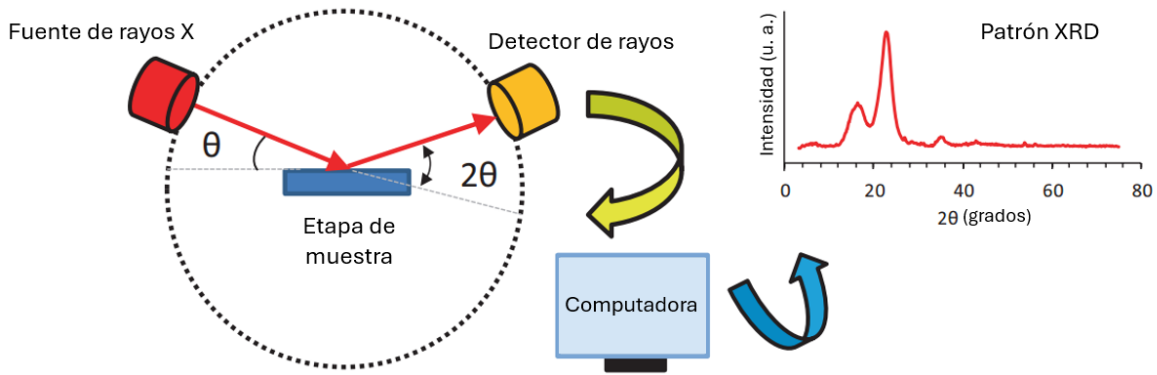 Fuente de rayos X
Detector de rayos
θ
2θ
Etapa de
muestra
Computadora
Patrón XRD
Intensidad (u. a.)
0
20
40
60
80
2θ (grados)